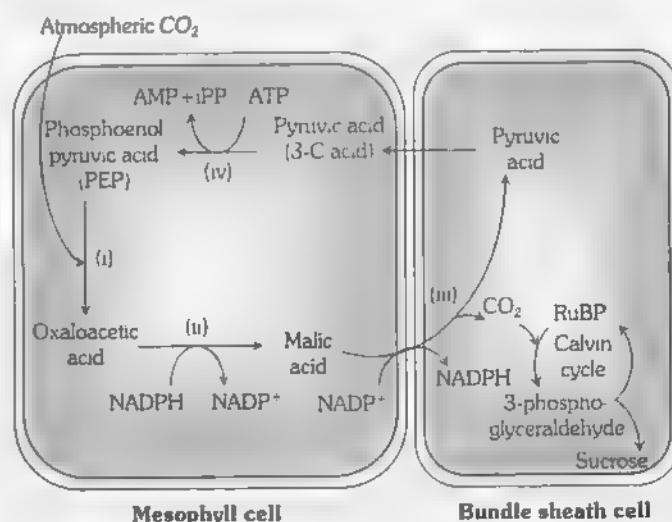 Atmospheric CO₂
AMP + iPP ATP
Phosphoenol
pyruvic acid
(PEP)
Pyruvic acid
(3-C acid)
(iv)
Pyruvic
acid
(i)
Oxaloacetic
acid
(ii)
Malic
acid
(iii)
NADPH NADP⁺
NADP⁺
NADPH
CO₂
RuBP
Calvin
cycle
3-phospho-
glyceraldehyde
Sucrose
Mesophyll cell
Bundle sheath cell